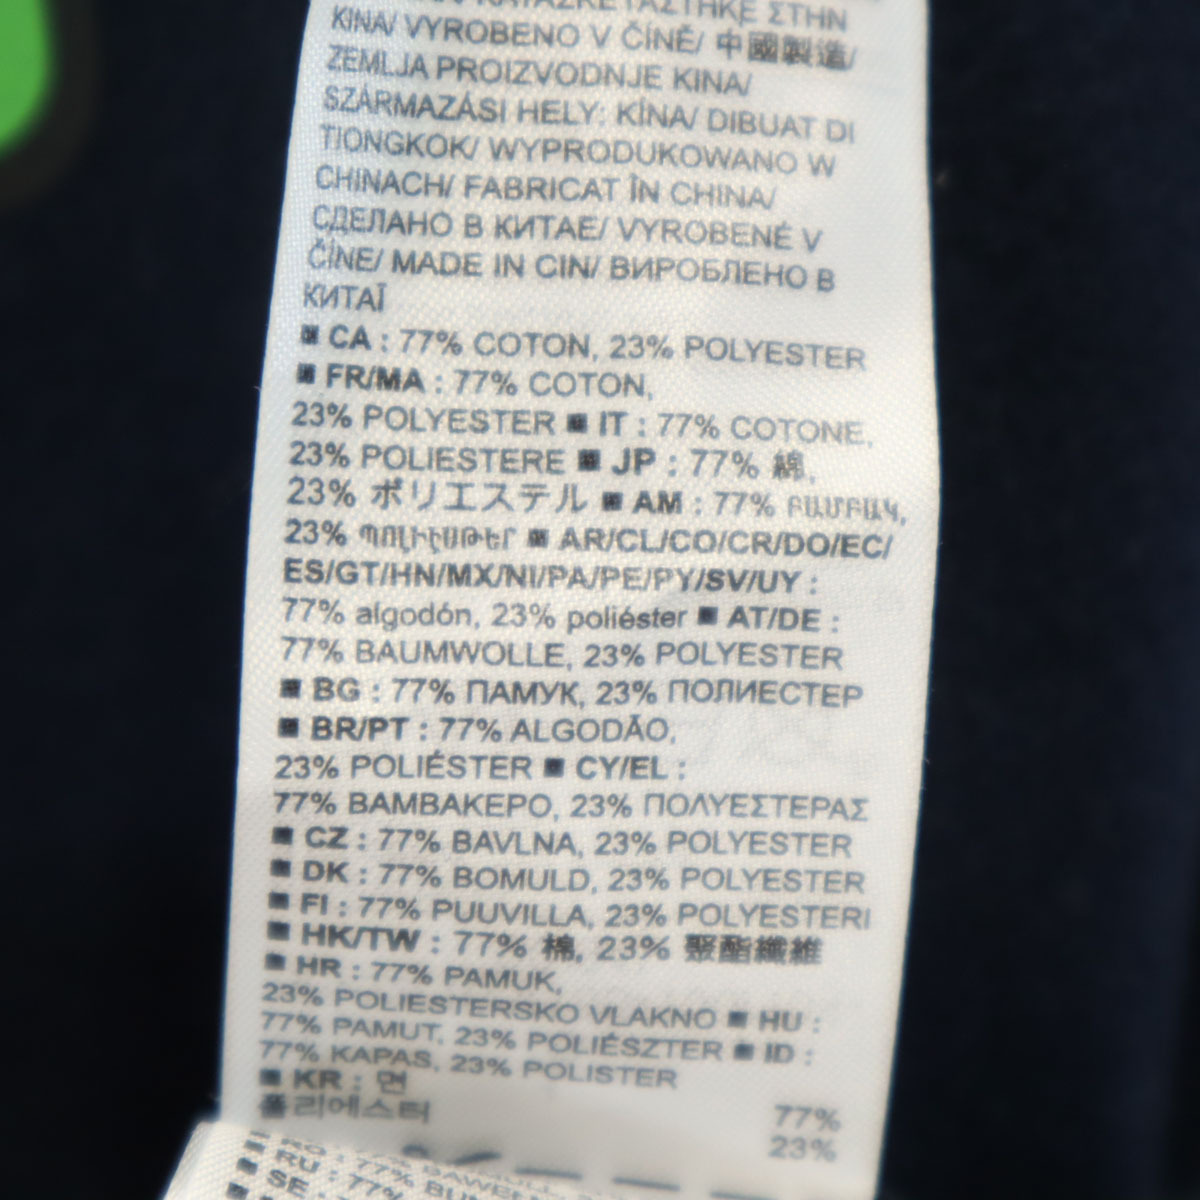 ΚΑΤΑΣΚΕΥΑΣΤΗΚΕ ΣΤΗΝ
ΚΙΝΑ/ VYROBENO V ČÍNĚ/ 中國製造/
ZEMLJA PROIZVODNJE KINA/
SZÁRMAZÁSI HELY: KÍNA/ DIBUAT DI
TIONGKOK/ WYPRODUKOWANO W
CHINACH/ FABRICAT ÎN CHINA/
СДЕЛАНО В КИТАЕ/ VYROBENÉ V
ČÍNE/ MADE IN CIN/ ВИРОБЛЕНО В
КИТАЇ
■ CA : 77% COTON, 23% POLYESTER
■ FR/MA : 77% COTON,
23% POLYESTER ■ IT : 77% COTONE,
23% POLIESTERE ■ JP : 77% 綿,
23% ポリエステル ■ AM : 77% ԲԱՄԲԱԿ,
23% ՊՈԼԻԷՍԹԵՐ ■ AR/CL/CO/CR/DO/EC/
ES/GT/HN/MX/NI/PA/PE/PY/SV/UY :
77% algodón, 23% poliéster ■ AT/DE :
77% BAUMWOLLE, 23% POLYESTER
■ BG : 77% ПАМУК, 23% ПОЛИЕСТЕР
■ BR/PT : 77% ALGODÃO,
23% POLIÉSTER ■ CY/EL :
77% ΒΑΜΒΑΚΕΡΟ, 23% ΠΟΛΥΕΣΤΕΡΑΣ
■ CZ : 77% BAVLNA, 23% POLYESTER
■ DK : 77% BOMULD, 23% POLYESTER
■ FI : 77% PUUVILLA, 23% POLYESTERI
■ HK/TW : 77% 棉, 23% 聚酯纖維
■ HR : 77% PAMUK,
23% POLIESTERSKO VLAKNO ■ HU :
77% PAMUT, 23% POLIÉSZTER ■ ID :
77% KAPAS, 23% POLISTER
■ KR : 면 77%
폴리에스터 23%
■ RU : 77%
■ SE : 77%